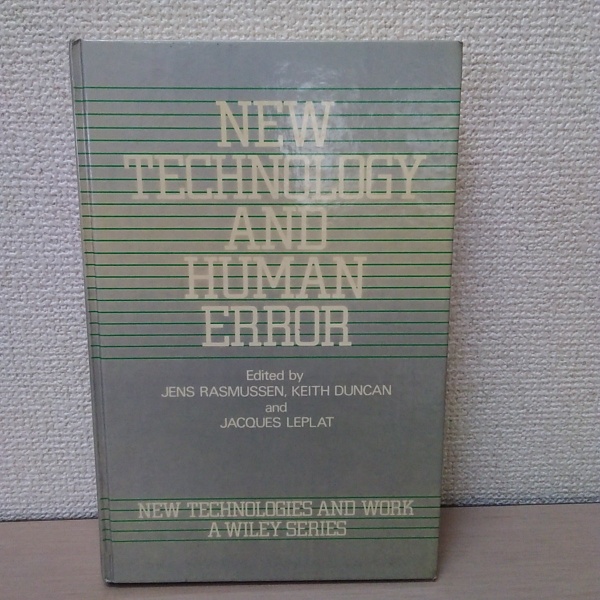 NEW
TECHNOLOGY
AND
HUMAN
ERROR
Edited by
JENS RASMUSSEN, KEITH DUNCAN
and
JACQUES LEPLAT
NEW TECHNOLOGIES AND WORK
A WILEY SERIES